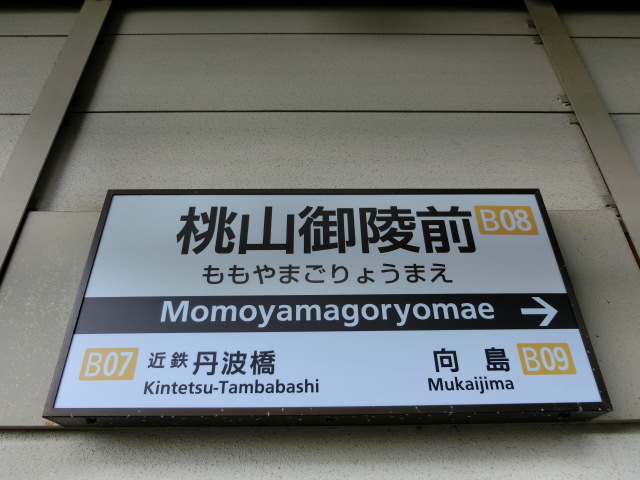 桃山御陵前 B08
ももやまごりょうまえ
Momoyamagoryomae →
B07 近鉄丹波橋 向島 B09
Kintetsu-Tambabashi Mukaijima